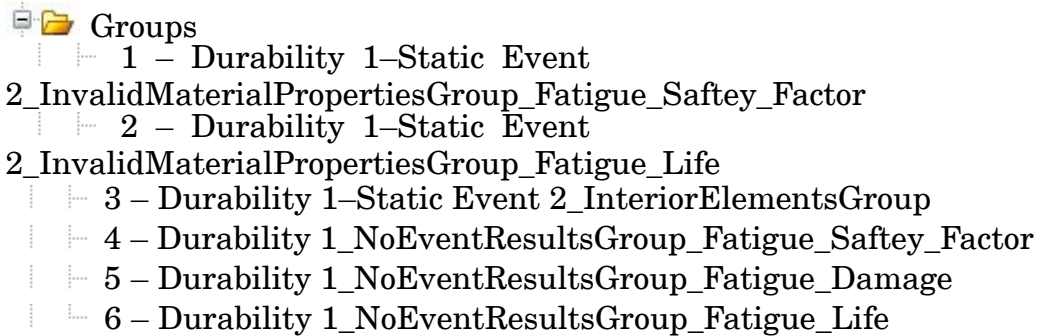 Groups
1 – Durability 1–Static Event
2_InvalidMaterialPropertiesGroup_Fatigue_Saftey_Factor
2 – Durability 1–Static Event
2_InvalidMaterialPropertiesGroup_Fatigue_Life
3 – Durability 1–Static Event 2_InteriorElementsGroup
4 – Durability 1_NoEventResultsGroup_Fatigue_Saftey_Factor
5 – Durability 1_NoEventResultsGroup_Fatigue_Damage
6 – Durability 1_NoEventResultsGroup_Fatigue_Life